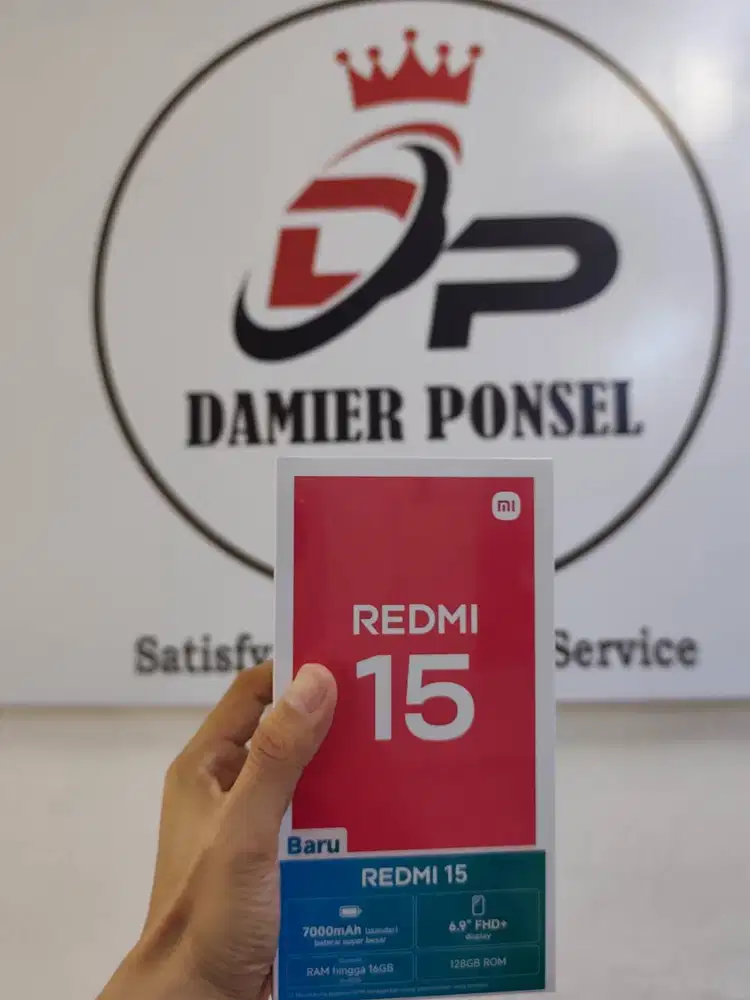 DP
DAMIER PONSEL
Satisfy Service
mi
REDMI
15
Baru
REDMI 15
7000mAh (standar)
baterai super besar
6.9" FHD+
display
RAM hingga 16GB
128GB ROM